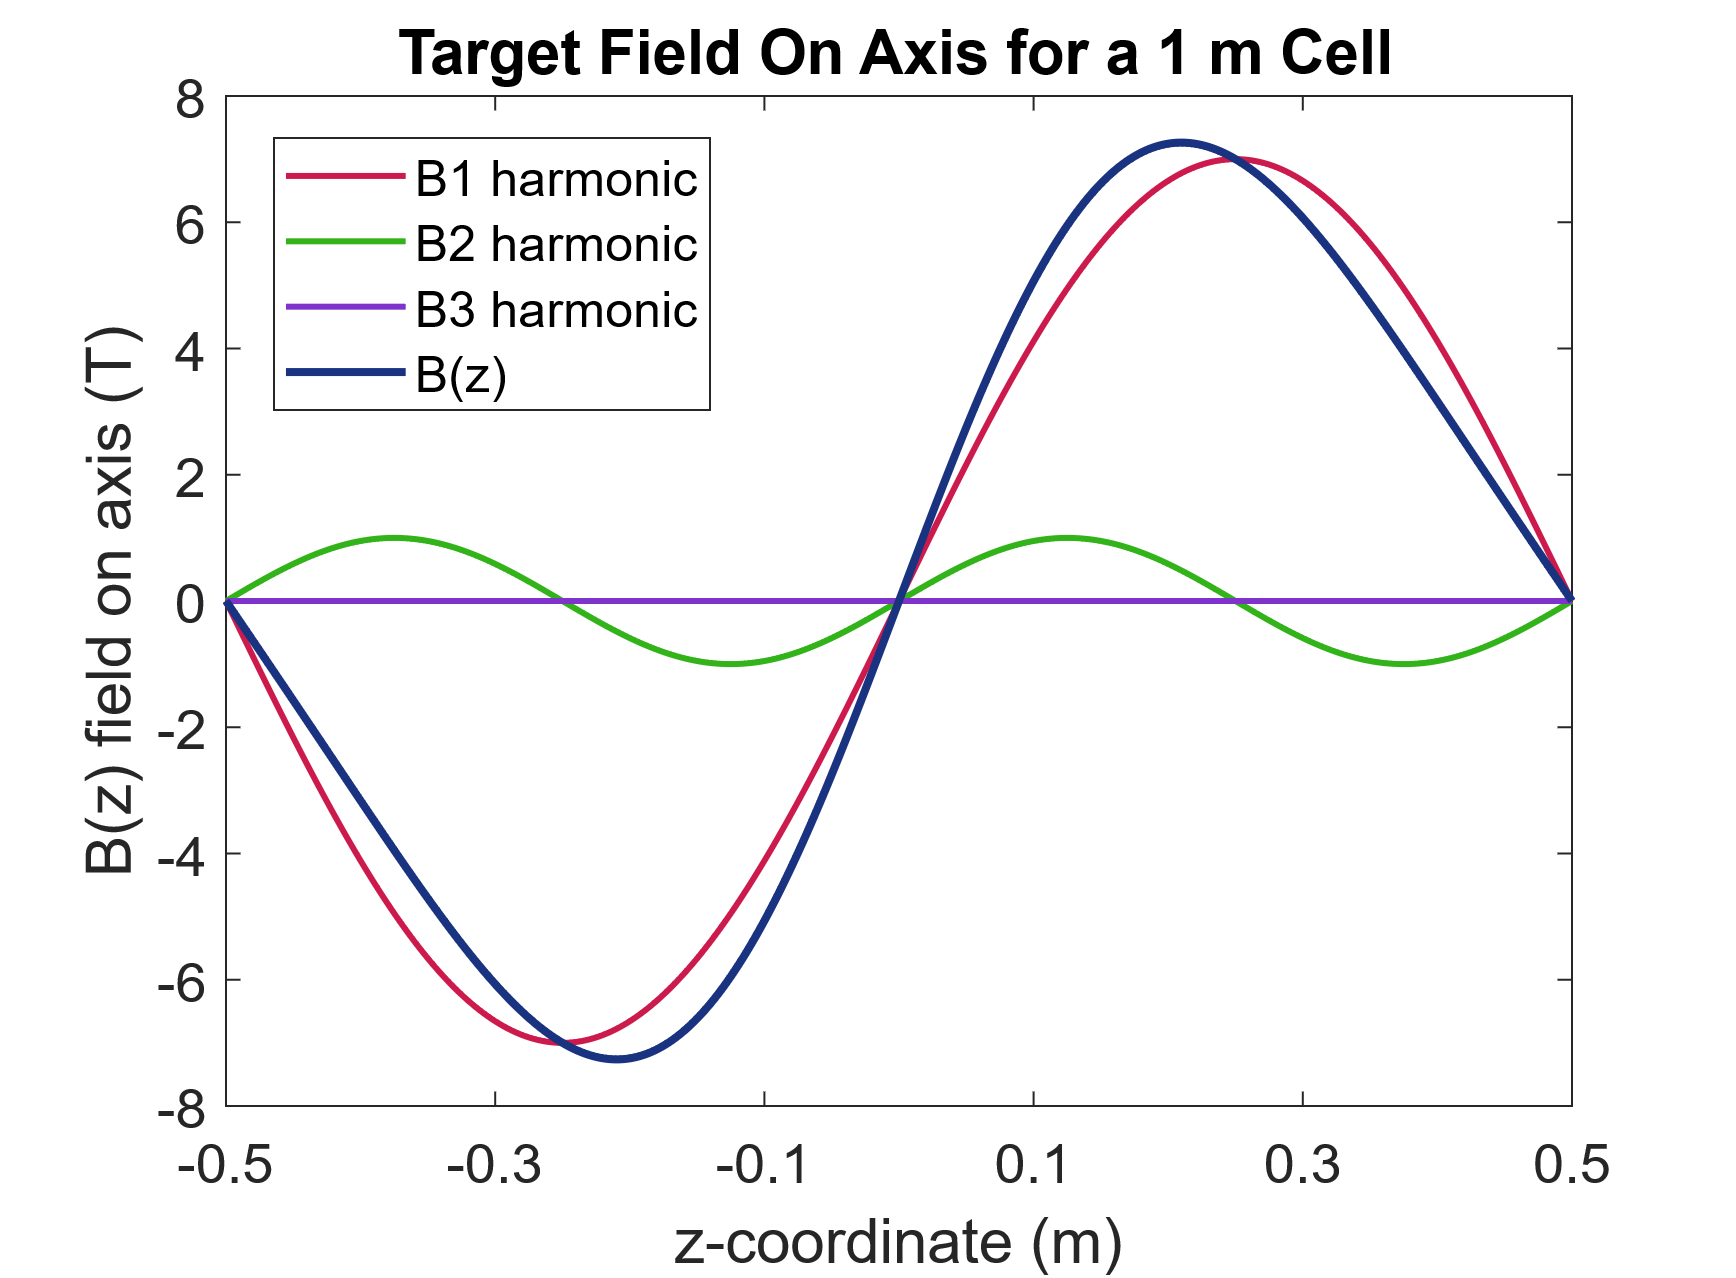 Target Field On Axis for a 1 m Cell
8
6
4
2
0
-2
-4
-6
-8
B(z) field on axis (T)
B1 harmonic
B2 harmonic
B3 harmonic
B(z)
-0.5 -0.3 -0.1 0.1 0.3 0.5
z-coordinate (m)